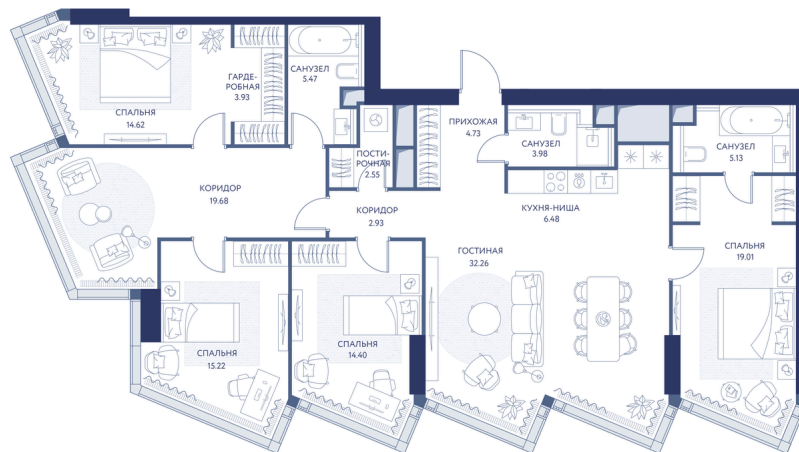 СПАЛЬНЯ
14.62
ГАРДЕ-
РОБНАЯ
3.93
САНУЗЕЛ
5.47
ПОСТИ-
РОЧНАЯ
2.55
ПРИХОЖАЯ
4.73
САНУЗЕЛ
3.98
САНУЗЕЛ
5.13
КОРИДОР
19.68
КОРИДОР
2.93
КУХНЯ-НИША
6.48
ГОСТИНАЯ
32.26
СПАЛЬНЯ
19.01
СПАЛЬНЯ
15.22
СПАЛЬНЯ
14.40